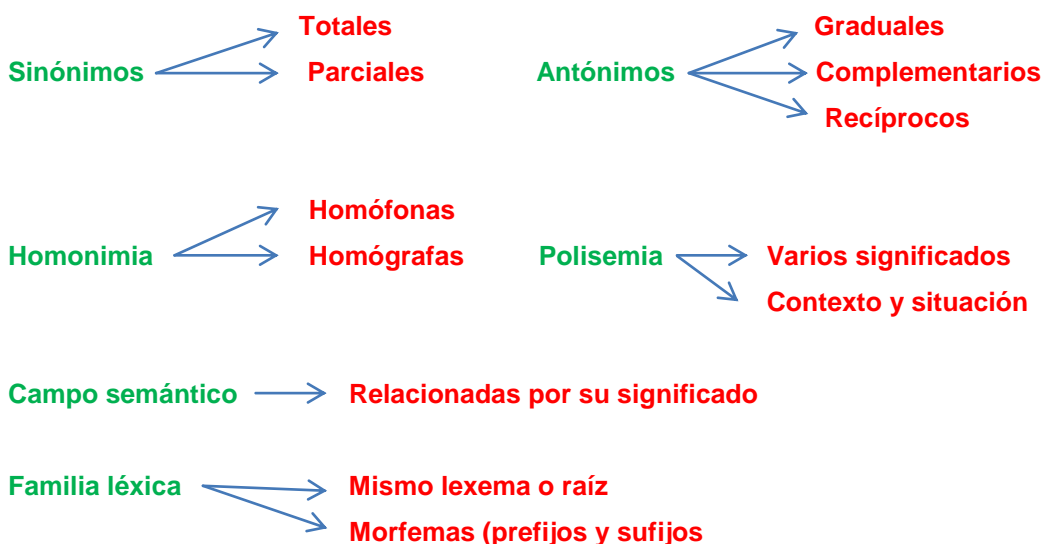 Sinónimos
Totales
Parciales
Antónimos
Graduales
Complementarios
Recíprocos
Homonimia
Homófonas
Homógrafas
Polisemia
Varios significados
Contexto y situación
Campo semántico
Relacionadas por su significado
Familia léxica
Mismo lexema o raíz
Morfemas (prefijos y sufijos